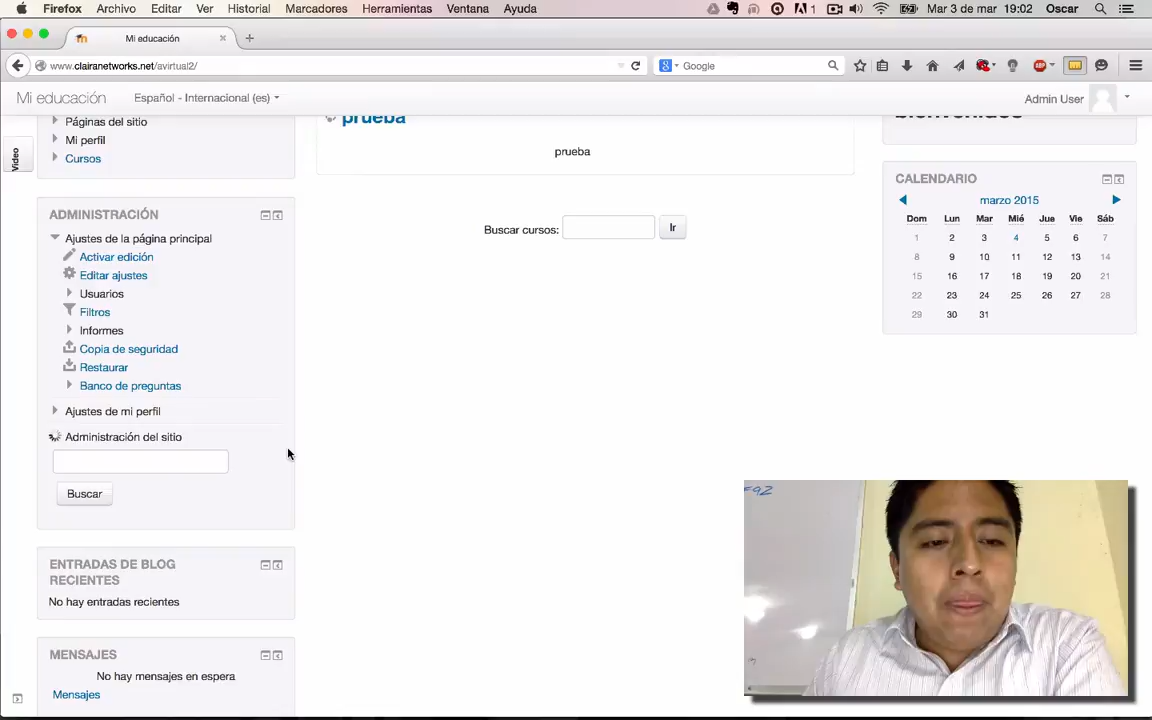 Firefox Archivo Editar Ver Historial Marcadores Herramientas Ventana Ayuda 1 Mar 3 de mar 19:02 Oscar
Mi educación
www.clairanetworks.net/avirtual2/ Google
Mi educación Español - Internacional (es) Admin User
Video
Páginas del sitio
Mi perfil
Cursos
ADMINISTRACIÓN
Ajustes de la página principal
Activar edición
Editar ajustes
Usuarios
Filtros
Informes
Copia de seguridad
Restaurar
Banco de preguntas
Ajustes de mi perfil
Administración del sitio
Buscar
ENTRADAS DE BLOG
RECIENTES
No hay entradas recientes
MENSAJES
No hay mensajes en espera
Mensajes
prueba
prueba
Buscar cursos: Ir
bienvenidos
CALENDARIO
marzo 2015
Dom Lun Mar Mié Jue Vie Sáb
1 2 3 4 5 6 7
8 9 10 11 12 13 14
15 16 17 18 19 20 21
22 23 24 25 26 27 28
29 30 31